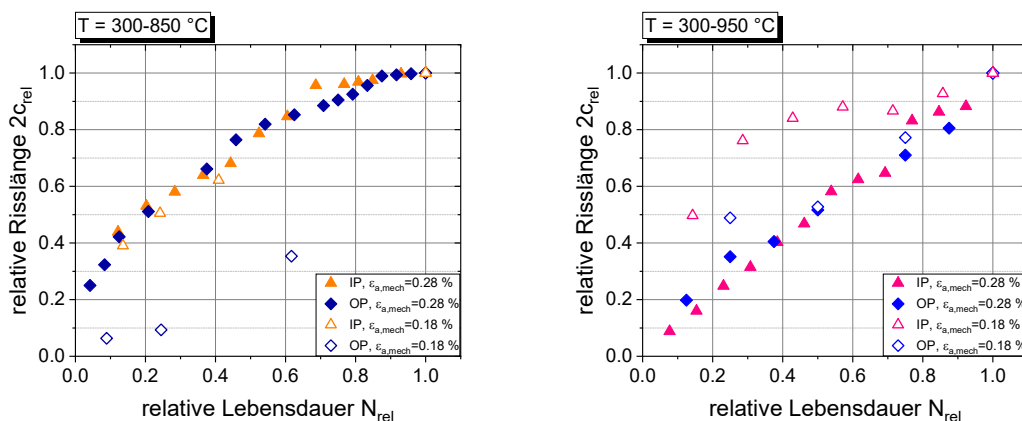 T = 300-850 °C
relative Risslänge 2c_rel
1.0
0.8
0.6
0.4
0.2
0.0
IP, ε_a,mech=0.28 %
OP, ε_a,mech=0.28 %
IP, ε_a,mech=0.18 %
OP, ε_a,mech=0.18 %
0.0 0.2 0.4 0.6 0.8 1.0
relative Lebensdauer N_rel
T = 300-950 °C
relative Risslänge 2c_rel
1.0
0.8
0.6
0.4
0.2
0.0
IP, ε_a,mech=0.28 %
OP, ε_a,mech=0.28 %
IP, ε_a,mech=0.18 %
OP, ε_a,mech=0.18 %
0.0 0.2 0.4 0.6 0.8 1.0
relative Lebensdauer N_rel